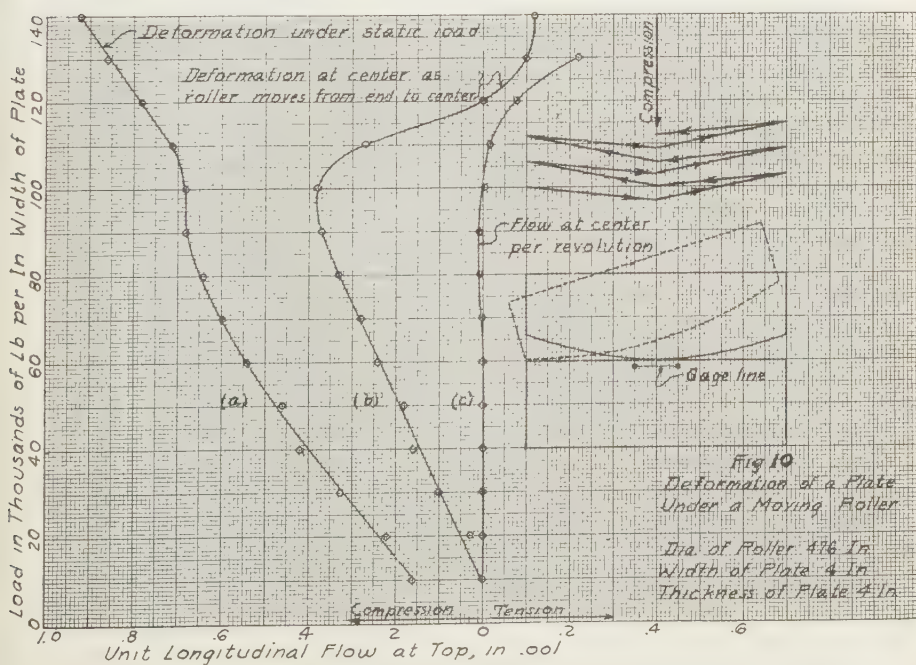 Deformation under static load
Deformation at center as
roller moves from end to center
Compression
Flow at center
per revolution
(a)
(b)
(c)
Gage line
Fig 10
Deformation of a Plate
Under a Moving Roller
Dia. of Roller 476 In
Width of Plate 4 In
Thickness of Plate 4 In
Compression
Tension
Load in Thousands of Lb per In Width of Plate
0
20
40
60
80
100
120
140
1.0
.8
.6
.4
.2
.0
.2
.4
.6
Unit Longitudinal Flow at Top, in .001